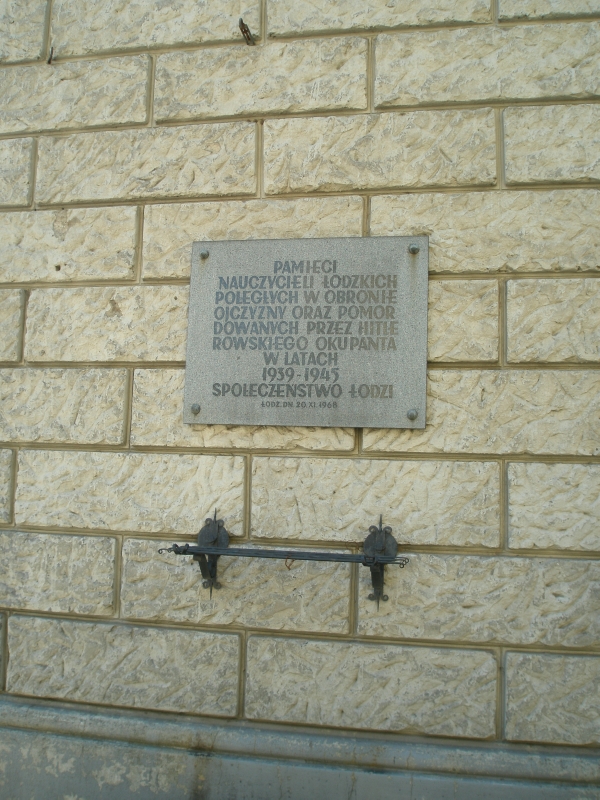 PAMIĘCI
NAUCZYCIELI ŁÓDZKICH
POLEGŁYCH W OBRONIE
OJCZYZNY ORAZ POMOR
DOWANYCH PRZEZ HITLE
ROWSKIEGO OKUPANTA
W LATACH
1939-1945
SPOŁECZEŃSTWO ŁODZI
ŁÓDŹ, DN. 20.XI.1968